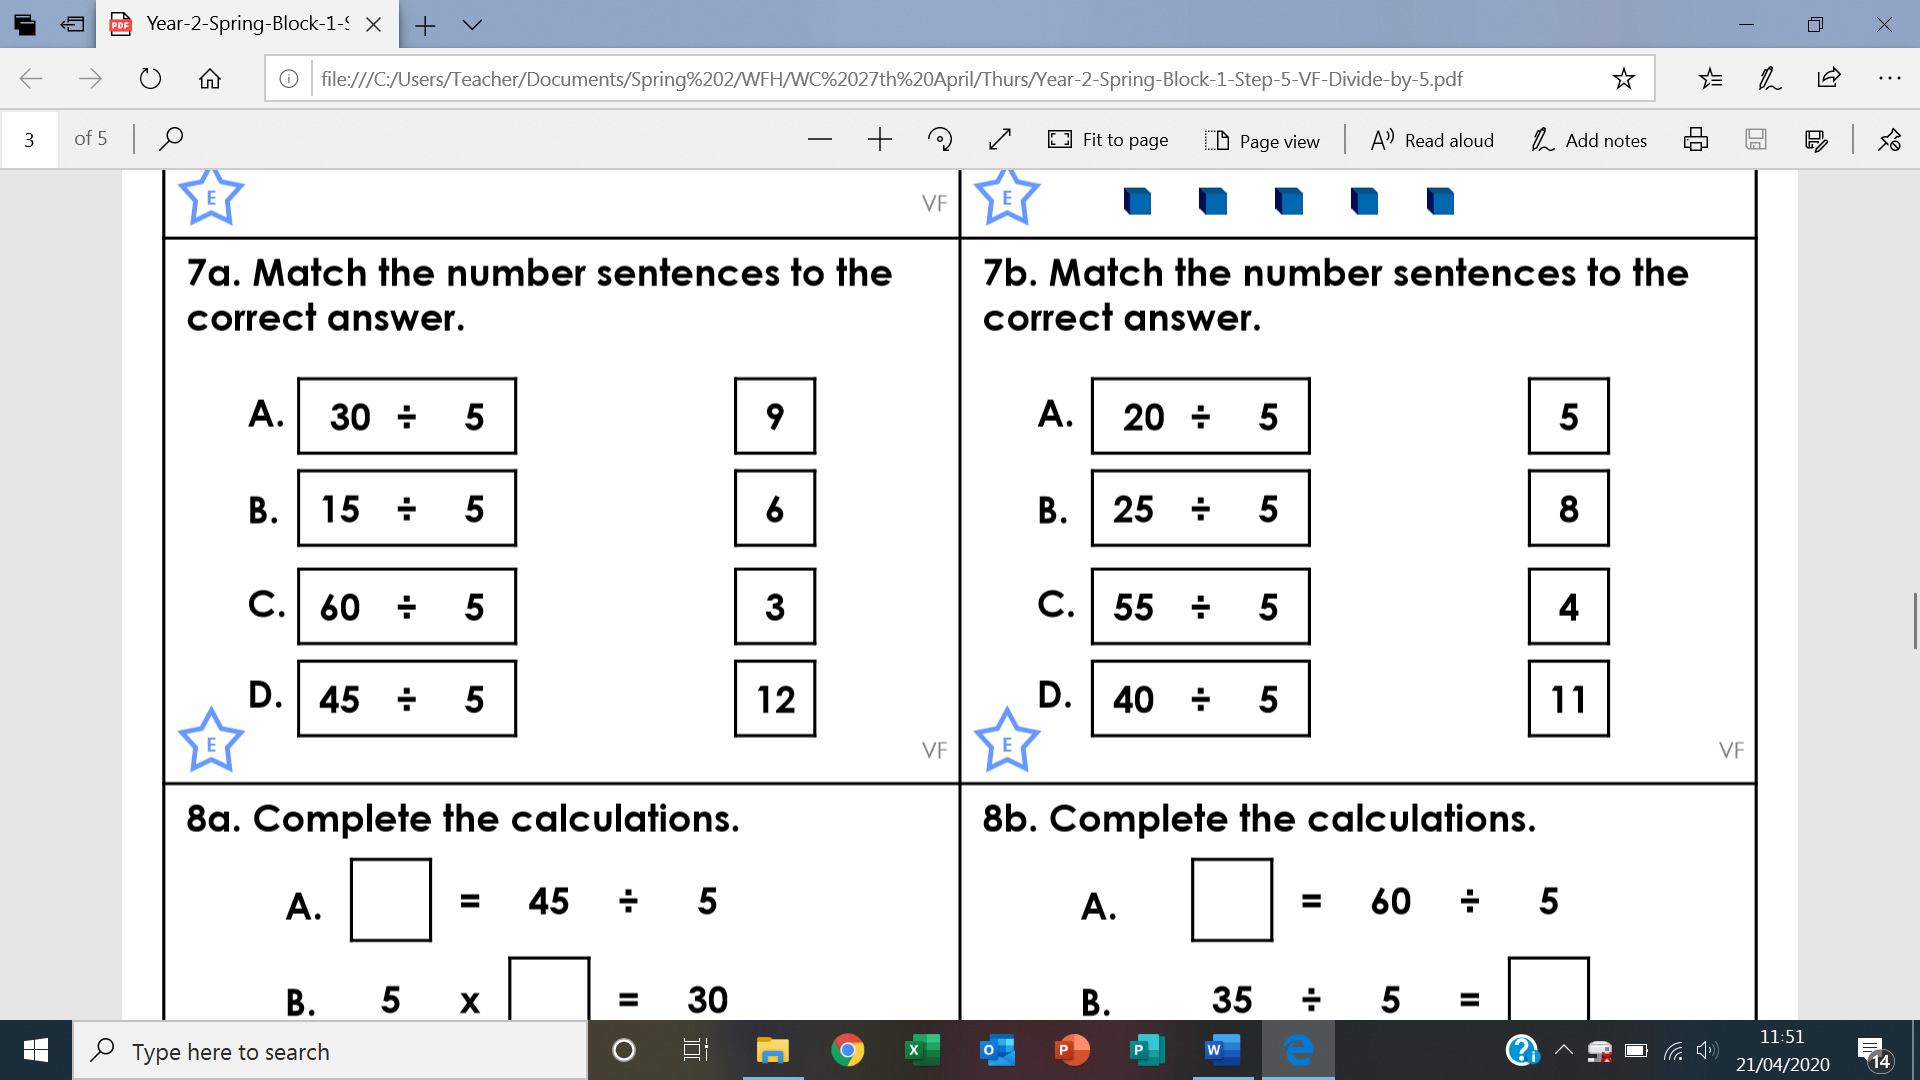 Year-2-Spring-Block-1-S
file:///C:/Users/Teacher/Documents/Spring%202/WFH/WC%2027th%20April/Thurs/Year-2-Spring-Block-1-Step-5-VF-Divide-by-5.pdf
3 of 5 Fit to page Page view Read aloud Add notes
E VF E
7a. Match the number sentences to the
correct answer.
A. 30 ÷ 5 9
B. 15 ÷ 5 6
C. 60 ÷ 5 3
D. 45 ÷ 5 12
E VF
7b. Match the number sentences to the
correct answer.
A. 20 ÷ 5 5
B. 25 ÷ 5 8
C. 55 ÷ 5 4
D. 40 ÷ 5 11
E VF
8a. Complete the calculations.
A. = 45 ÷ 5
B. 5 x = 30
8b. Complete the calculations.
A. = 60 ÷ 5
B. 35 ÷ 5 =
Type here to search
11:51
21/04/2020
14